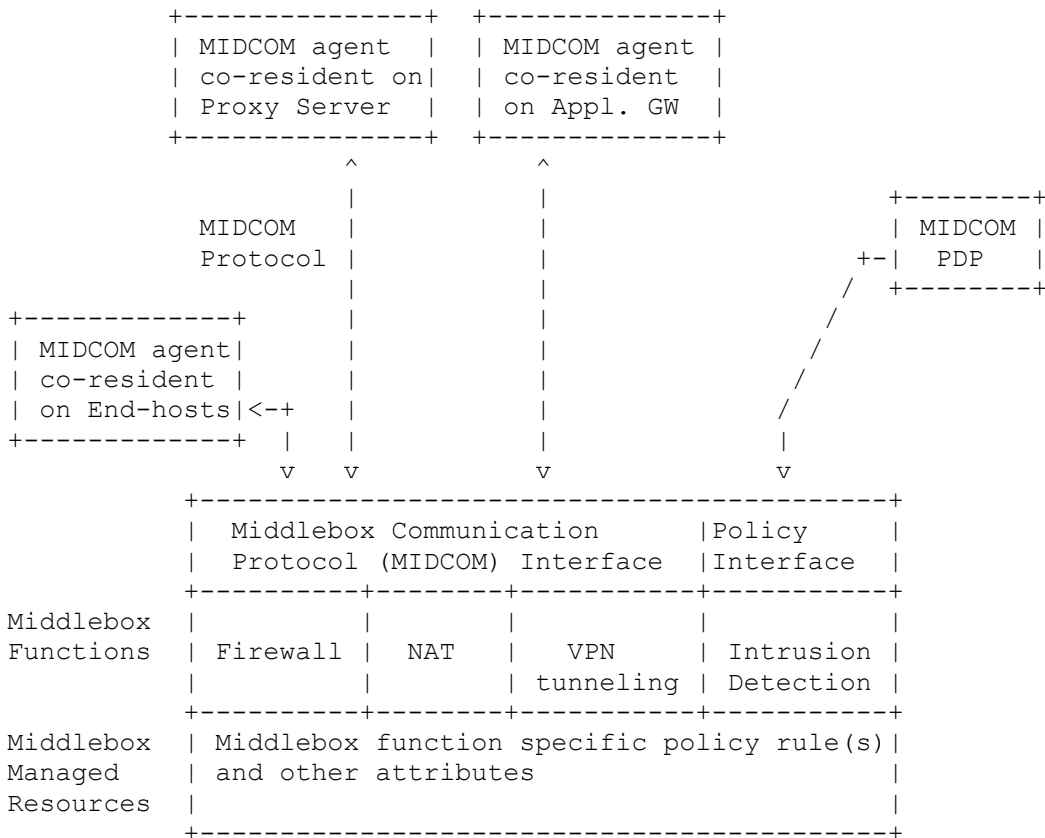 MIDCOM agent
co-resident on
Proxy Server
MIDCOM agent
co-resident
on Appl. GW
MIDCOM
Protocol
MIDCOM
PDP
MIDCOM agent
co-resident
on End-hosts
Middlebox Communication
Protocol (MIDCOM) Interface
Policy
Interface
Middlebox
Functions
Firewall
NAT
VPN
tunneling
Intrusion
Detection
Middlebox
Managed
Resources
Middlebox function specific policy rule(s)
and other attributes